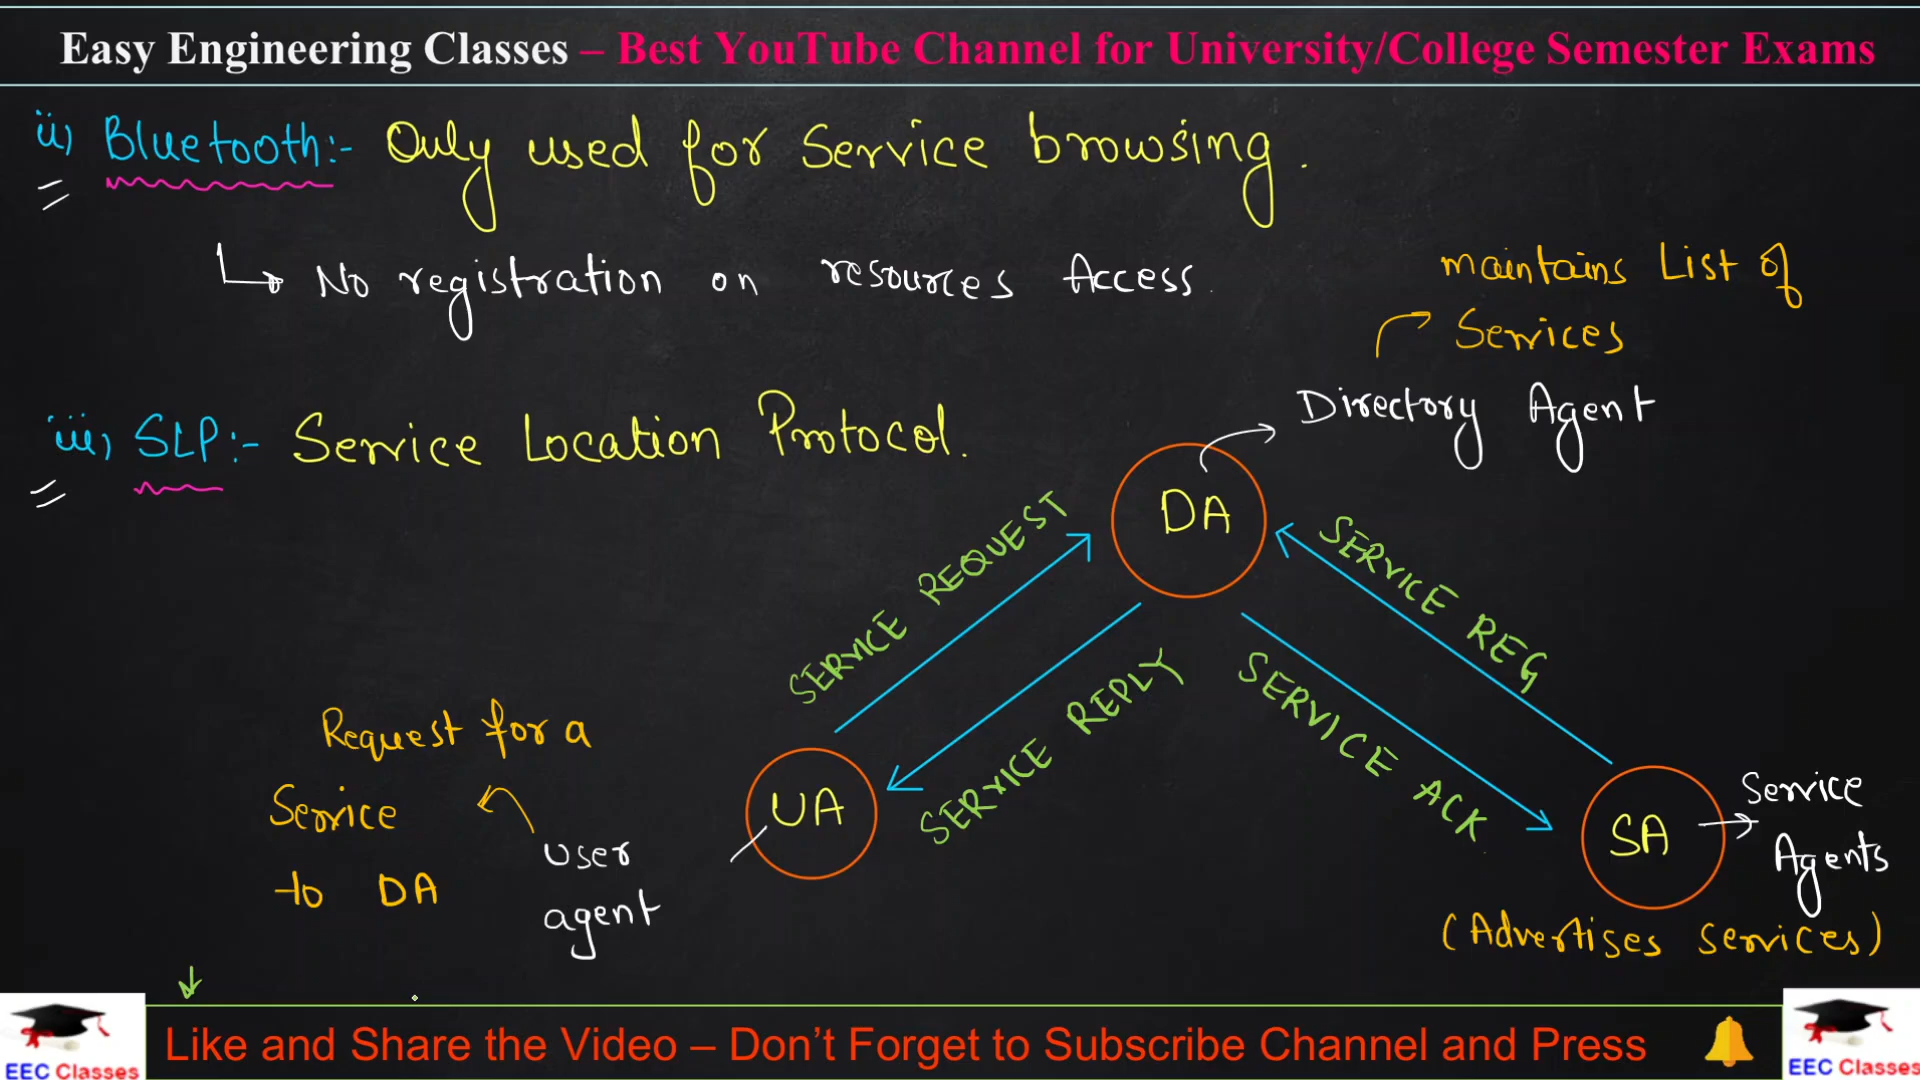 Easy Engineering Classes – Best YouTube Channel for University/College Semester Exams
ii) Bluetooth:- Only used for Service browsing.
No registration on resources Access.
maintains List of
Services
Directory Agent
iii) SLP:- Service Location Protocol.
DA
SERVICE REQUEST
SERVICE REPLY
SERVICE REG
SERVICE ACK
Request for a
Service
to DA
User
agent
UA
SA
Service
Agents
(Advertises services)
EEC Classes
Like and Share the Video – Don’t Forget to Subscribe Channel and Press
EEC Classes